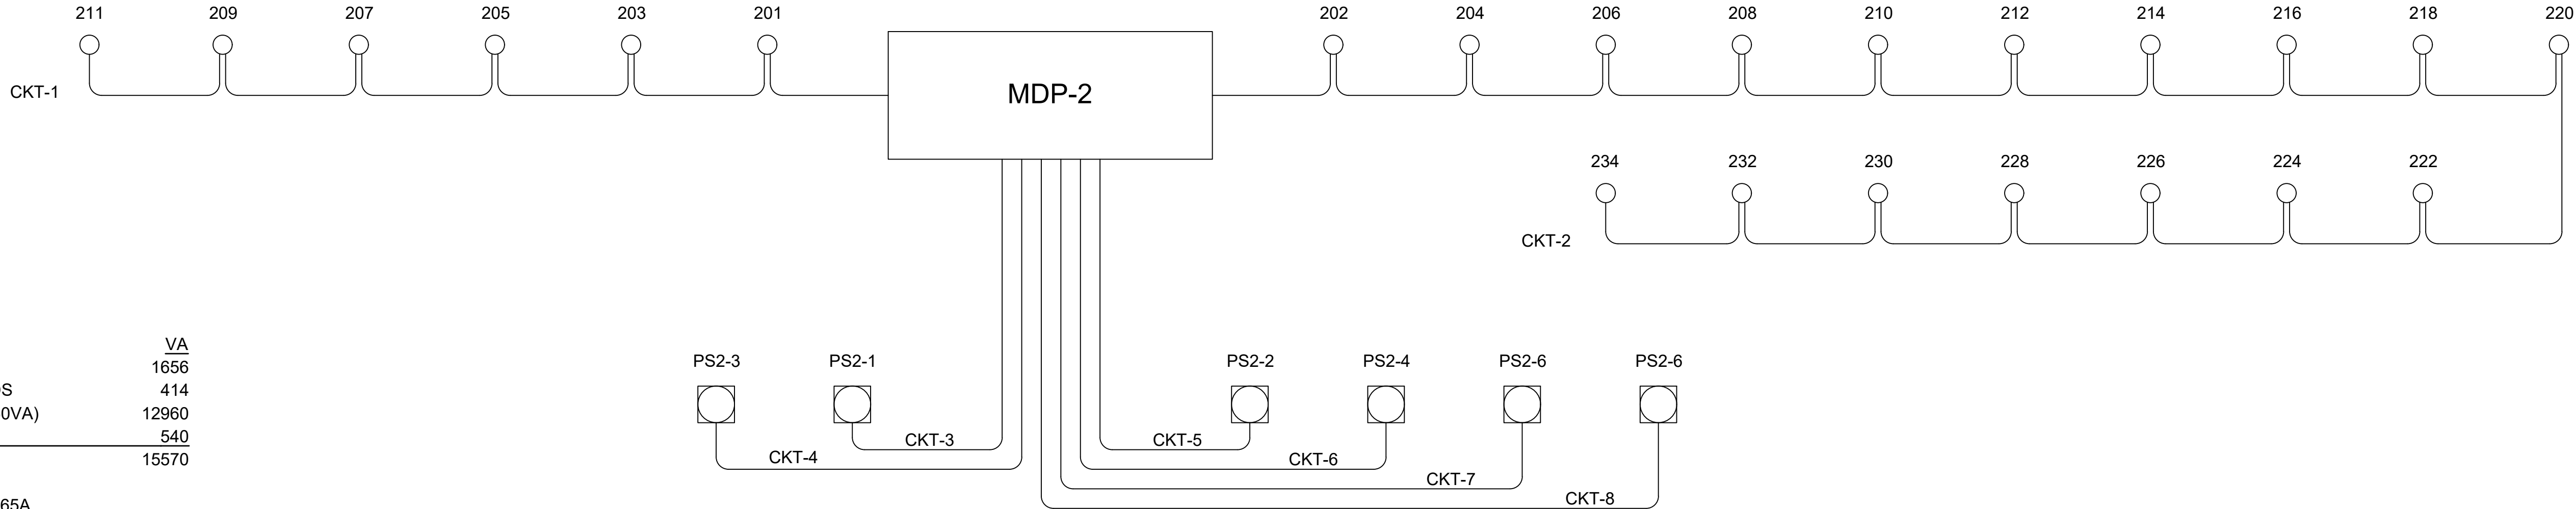 211 209 207 205 203 201 202 204 206 208 210 212 214 216 218 220
CKT-1
MDP-2
234 232 230 228 226 224 222
CKT-2
VA
1656
S 414
0VA) 12960
540
15570
65A
PS2-3 PS2-1 PS2-2 PS2-4 PS2-6 PS2-6
CKT-3 CKT-5
CKT-4 CKT-6
CKT-7
CKT-8